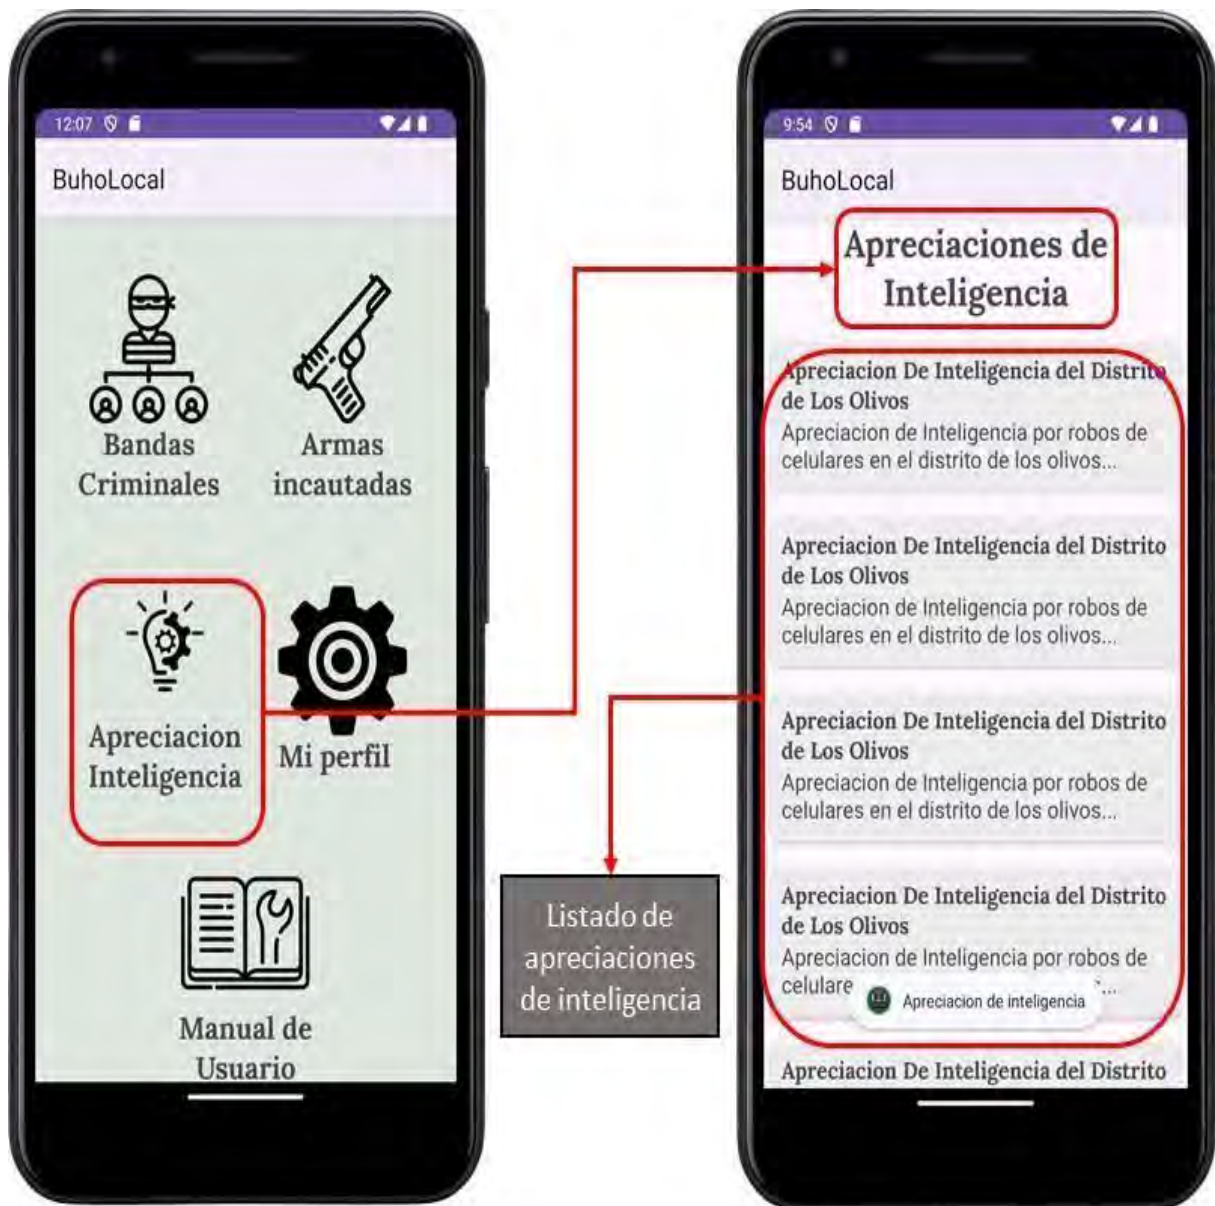 12:07
BuhoLocal
Bandas
Criminales
Armas
incautadas
Apreciacion
Inteligencia
Mi perfil
Manual de
Usuario
Listado de
apreciaciones
de inteligencia
9:54
BuhoLocal
Apreciaciones de
Inteligencia
Apreciacion De Inteligencia del Distrito
de Los Olivos
Apreciacion de Inteligencia por robos de
celulares en el distrito de los olivos...
Apreciacion De Inteligencia del Distrito
de Los Olivos
Apreciacion de Inteligencia por robos de
celulares en el distrito de los olivos...
Apreciacion De Inteligencia del Distrito
de Los Olivos
Apreciacion de Inteligencia por robos de
celulares en el distrito de los olivos...
Apreciacion De Inteligencia del Distrito
de Los Olivos
Apreciacion de Inteligencia por robos de
celulare
Apreciacion de inteligencia
Apreciacion De Inteligencia del Distrito